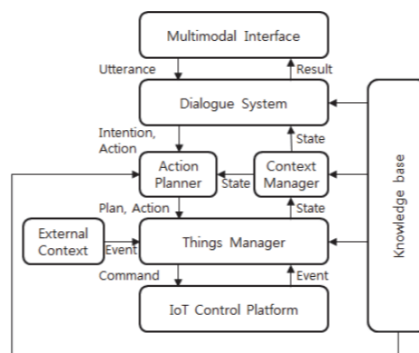 Multimodal Interface
Utterance
Result
Dialogue System
Intention,
Action
State
Action
Planner
State
Context
Manager
Plan, Action
State
External
Context
Event
Things Manager
Command
Event
IoT Control Platform
Knowledge base